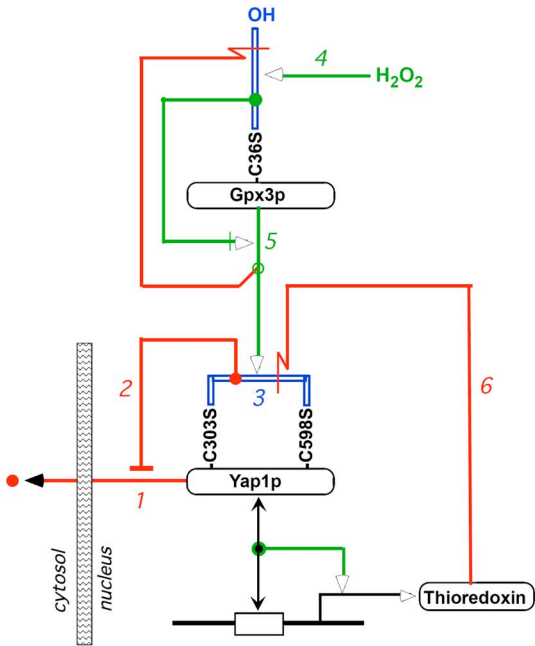 OH
4
H₂O₂
C36S
Gpx3p
5
2
3
6
C303S
C598S
Yap1p
1
cytosol
nucleus
Thioredoxin